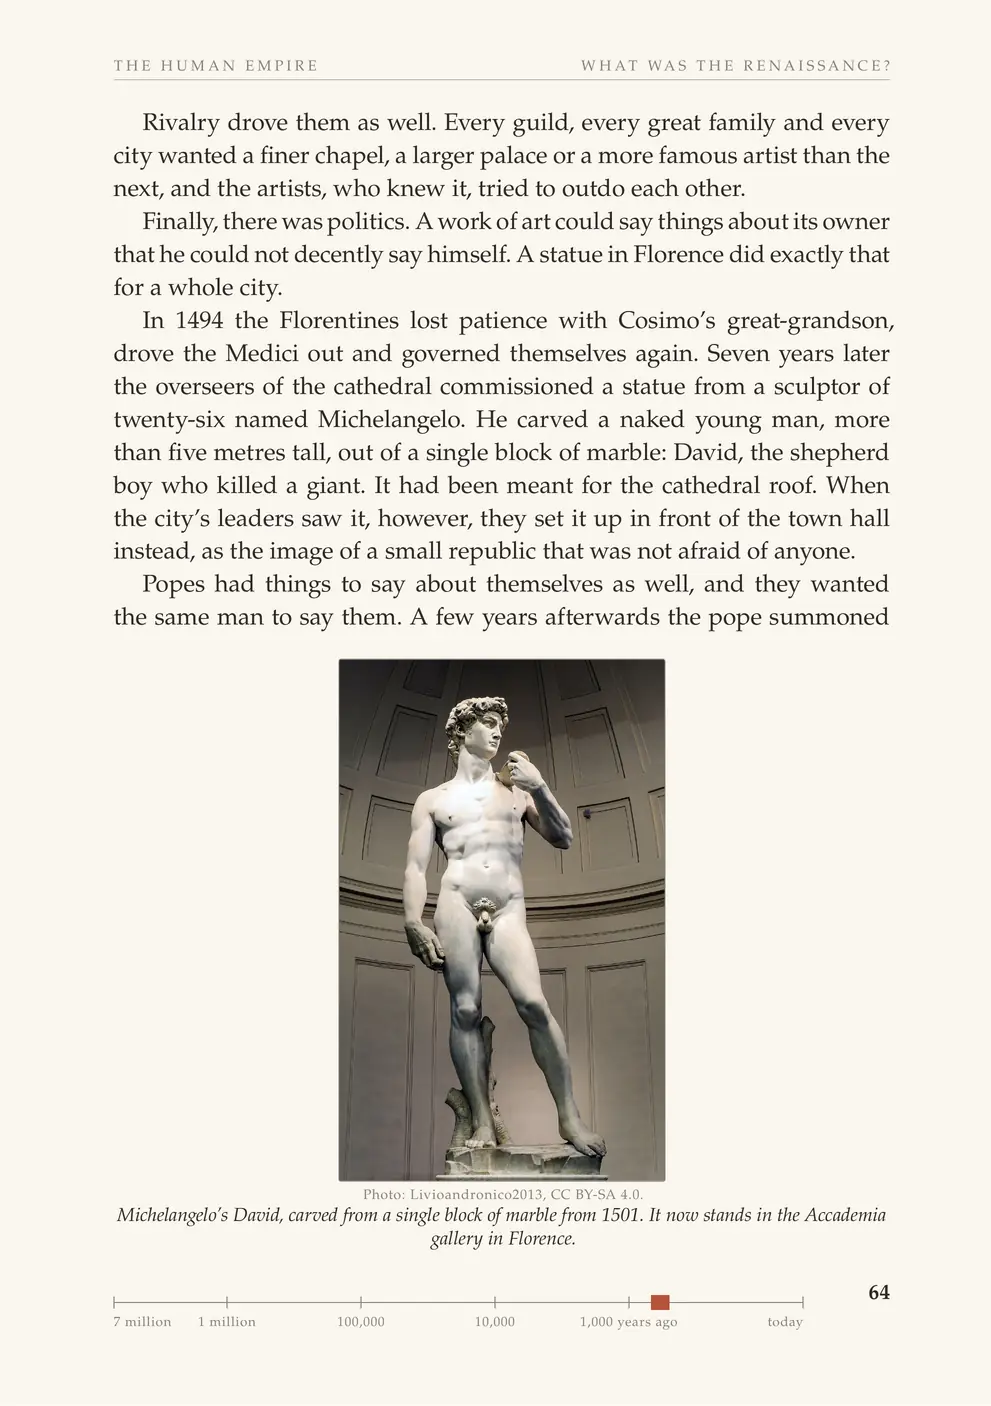 THE HUMAN EMPIRE WHAT WAS THE RENAISSANCE?
Rivalry drove them as well. Every guild, every great family and every
city wanted a finer chapel, a larger palace or a more famous artist than the
next, and the artists, who knew it, tried to outdo each other.
Finally, there was politics. A work of art could say things about its owner
that he could not decently say himself. A statue in Florence did exactly that
for a whole city.
In 1494 the Florentines lost patience with Cosimo’s great-grandson,
drove the Medici out and governed themselves again. Seven years later
the overseers of the cathedral commissioned a statue from a sculptor of
twenty-six named Michelangelo. He carved a naked young man, more
than five metres tall, out of a single block of marble: David, the shepherd
boy who killed a giant. It had been meant for the cathedral roof. When
the city’s leaders saw it, however, they set it up in front of the town hall
instead, as the image of a small republic that was not afraid of anyone.
Popes had things to say about themselves as well, and they wanted
the same man to say them. A few years afterwards the pope summoned
Photo: Livioandronico2013, CC BY-SA 4.0.
Michelangelo’s David, carved from a single block of marble from 1501. It now stands in the Accademia
gallery in Florence.
64
7 million 1 million 100,000 10,000 1,000 years ago today